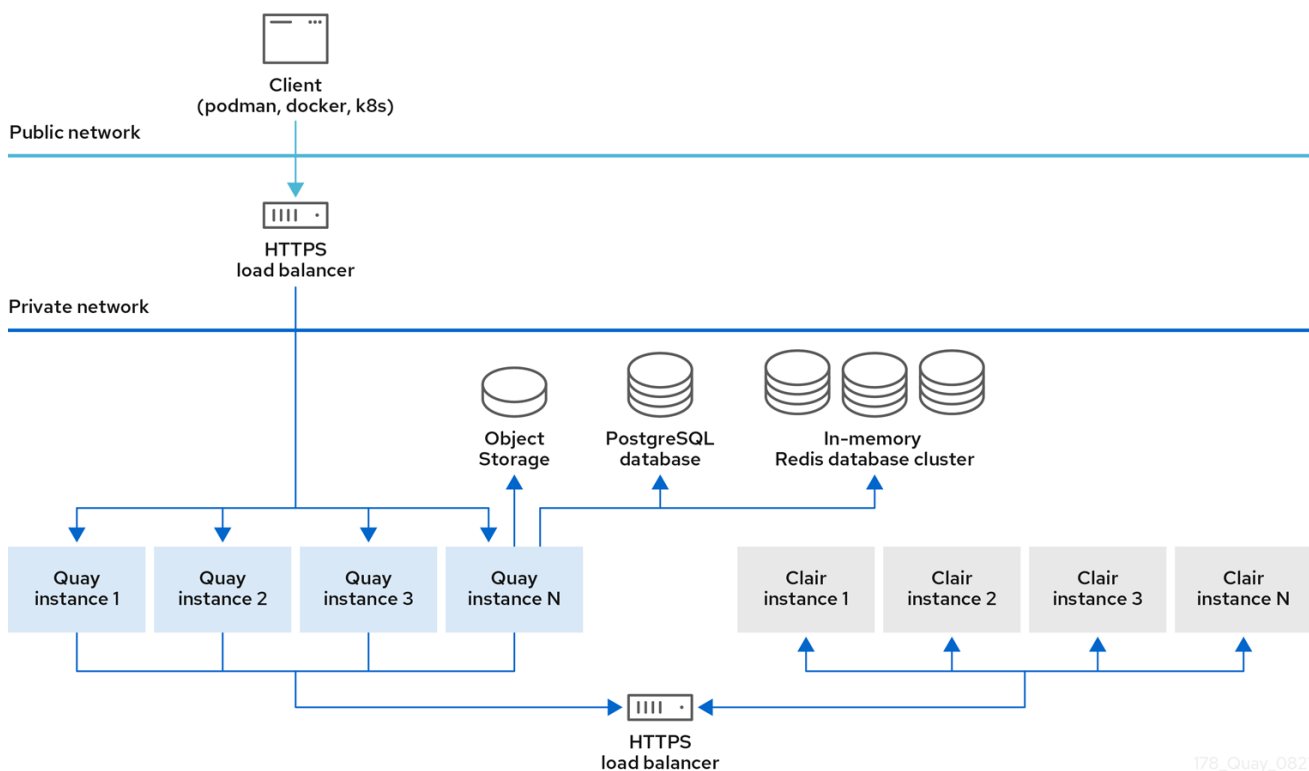 Client
(podman, docker, k8s)
Public network
HTTPS
load balancer
Private network
Object
Storage
PostgreSQL
database
In-memory
Redis database cluster
Quay
instance 1
Quay
instance 2
Quay
instance 3
Quay
instance N
Clair
instance 1
Clair
instance 2
Clair
instance 3
Clair
instance N
HTTPS
load balancer
178_Quay_082